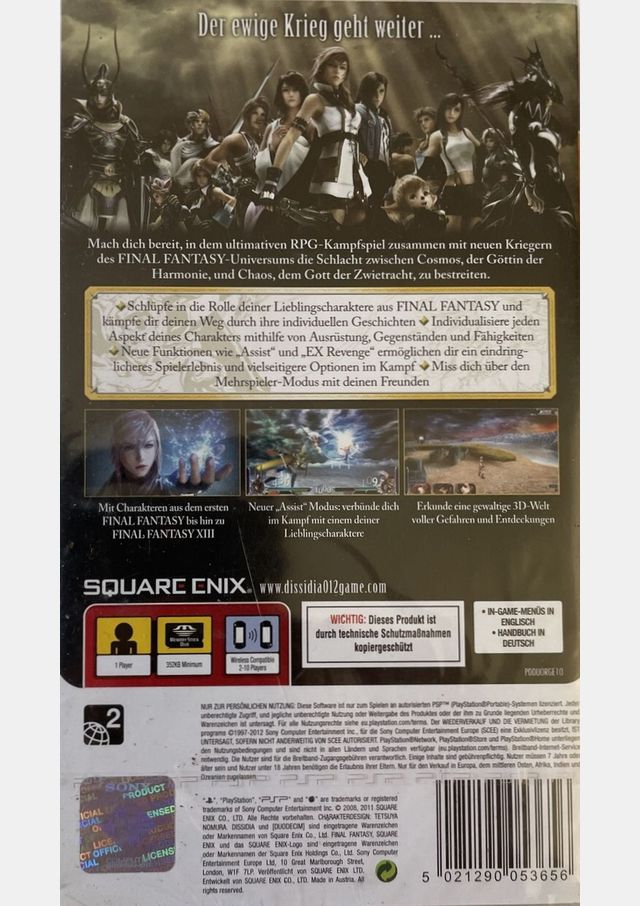 Der ewige Krieg geht weiter ...
Mach dich bereit, in dem ultimativen RPG-Kampfspiel zusammen mit neuen Kriegern
des FINAL FANTASY-Universums die Schlacht zwischen Cosmos, der Göttin der
Harmonie, und Chaos, dem Gott der Zwietracht, zu bestreiten.
Schlüpfe in die Rolle deiner Lieblingscharaktere aus FINAL FANTASY und
kämpfe dir deinen Weg durch ihre individuellen Geschichten Individualisiere jeden
Aspekt deines Charakters mithilfe von Ausrüstung, Gegenständen und Fähigkeiten
Neue Funktionen wie „Assist“ und „EX Revenge“ ermöglichen dir ein eindring-
licheres Spielerlebnis und vielseitigere Optionen im Kampf Miss dich über den
Mehrspieler-Modus mit deinen Freunden
Mit Charakteren aus dem ersten
FINAL FANTASY bis hin zu
FINAL FANTASY XIII
Neuer „Assist“ Modus: verbünde dich
im Kampf mit einem deiner
Lieblingscharaktere
Erkunde eine gewaltige 3D-Welt
voller Gefahren und Entdeckungen
SQUARE ENIX. www.dissidia012game.com
1 Player
Memory Stick
Duo
352KB Minimum
Wireless Compatible
2-10 Players
WICHTIG: Dieses Produkt ist
durch technische Schutzmaßnahmen
kopiergeschützt
• IN-GAME-MENÜS IN
ENGLISCH
• HANDBUCH IN
DEUTSCH
2
NUR ZUR PERSÖNLICHEN NUTZUNG: Diese Software ist nur zum Spielen an autorisierten PSP™ (PlayStation®Portable)-Systemen lizenziert. Jeder
unberechtigte Zugriff, und jegliche unberechtigte Nutzung oder Weitergabe des Produktes oder der ihm zu Grunde liegenden Urheberrechte und
Warenzeichen ist untersagt. Für alle Nutzungsrechte siehe eu.playstation.com/terms. Der WIEDERVERKAUF UND DIE VERMIETUNG der Library
programs ©1997-2012 Sony Computer Entertainment Inc., für die Sony Computer Entertainment Europe (SCEE) eine Exklusivlizenz besitzt, IST
UNTERSAGT, SOFERN NICHT ANDERWEITIG VON SCEE AUTORISIERT. PlayStation®Network, PlayStation®Store und PlayStation®Home unterliegen
den Nutzungsbedingungen und sind nicht in allen Ländern und Sprachen verfügbar (eu.playstation.com/terms). Breitband-Internet-Service
notwendig. Die Nutzer sind für die Breitband-Zugangsgebühren verantwortlich. Einige Inhalte sind gebührenpflichtig. Nutzer müssen 7 Jahre oder
älter sein und Nutzer unter 18 Jahren benötigen die Erlaubnis ihrer Eltern. Nur für den Verkauf in Europa, dem mittleren Osten, Afrika, Indien und
Ozeanien zugelassen.
SONY
PRODUCT
"PlayStation", "PSP" and " " are trademarks or registered
trademarks of Sony Computer Entertainment Inc. © 2008, 2011 SQUARE
ENIX CO., LTD. Alle Rechte vorbehalten. CHARAKTERDESIGN: TETSUYA
NOMURA. DISSIDIA und [DUODECIM] sind eingetragene Warenzeichen
oder Markennamen von Square Enix Co., Ltd. FINAL FANTASY, SQUARE ENIX
und das SQUARE ENIX-Logo sind eingetragene Warenzeichen
oder Markennamen der Square Enix Holdings Co., Ltd. Sony Computer
Entertainment Europe Ltd, 10 Great Marlborough Street,
London, W1F 7LP. Veröffentlicht von SQUARE ENIX LTD.
Entwickelt von SQUARE ENIX CO., LTD. Made in Austria. All
rights reserved.
5 021290 053656